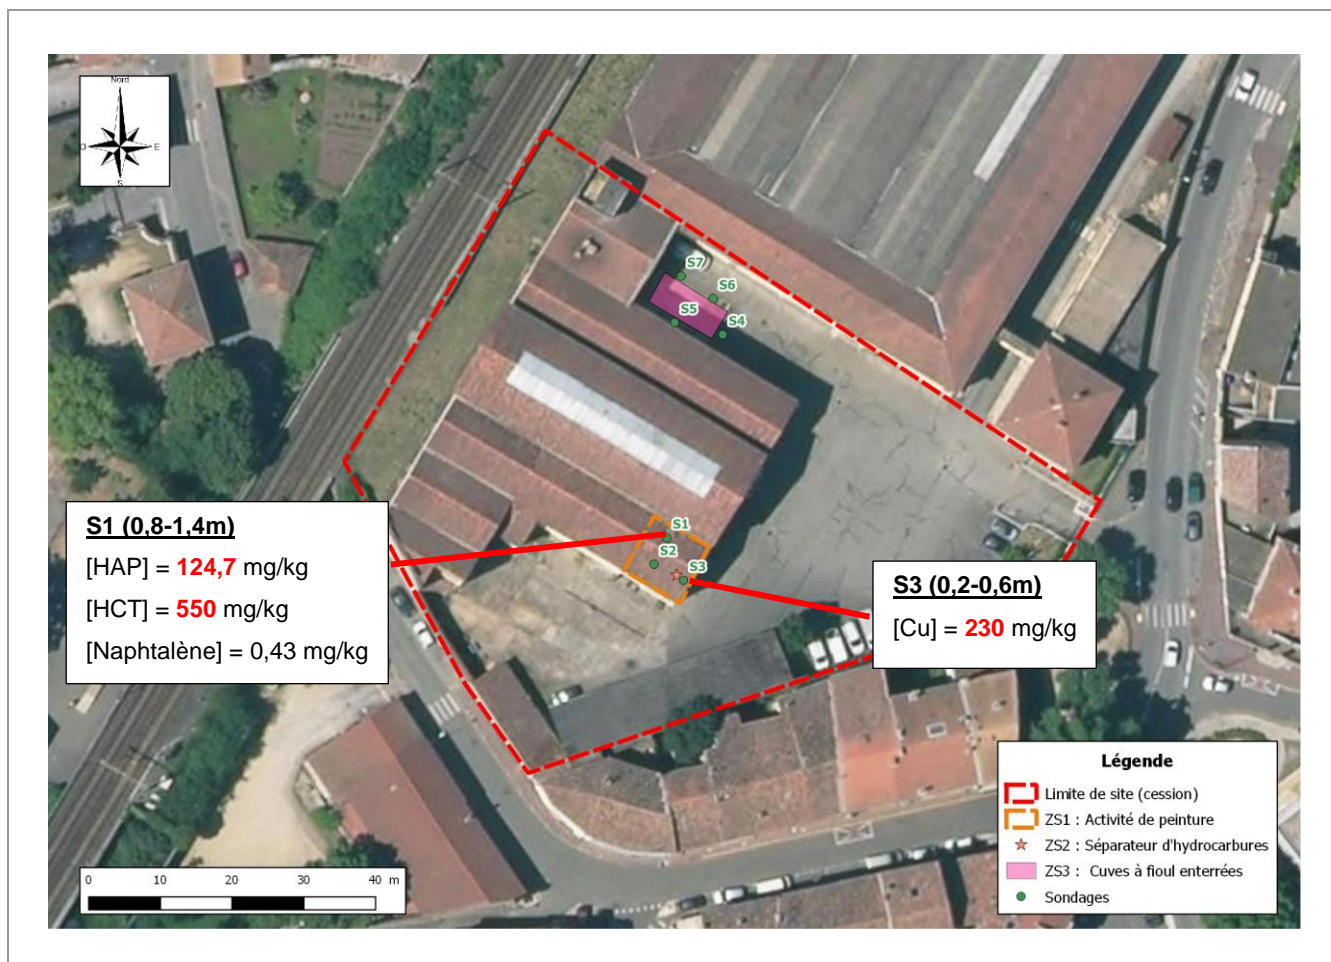 Nord
O E
S
S7
S6
S5
S4
S1
S2
S3
S1 (0,8-1,4m)
[HAP] = 124,7 mg/kg
[HCT] = 550 mg/kg
[Naphtalène] = 0,43 mg/kg
S3 (0,2-0,6m)
[Cu] = 230 mg/kg
Légende
Limite de site (cession)
ZS1 : Activité de peinture
ZS2 : Séparateur d'hydrocarbures
ZS3 : Cuves à fioul enterrées
Sondages
0 10 20 30 40 m